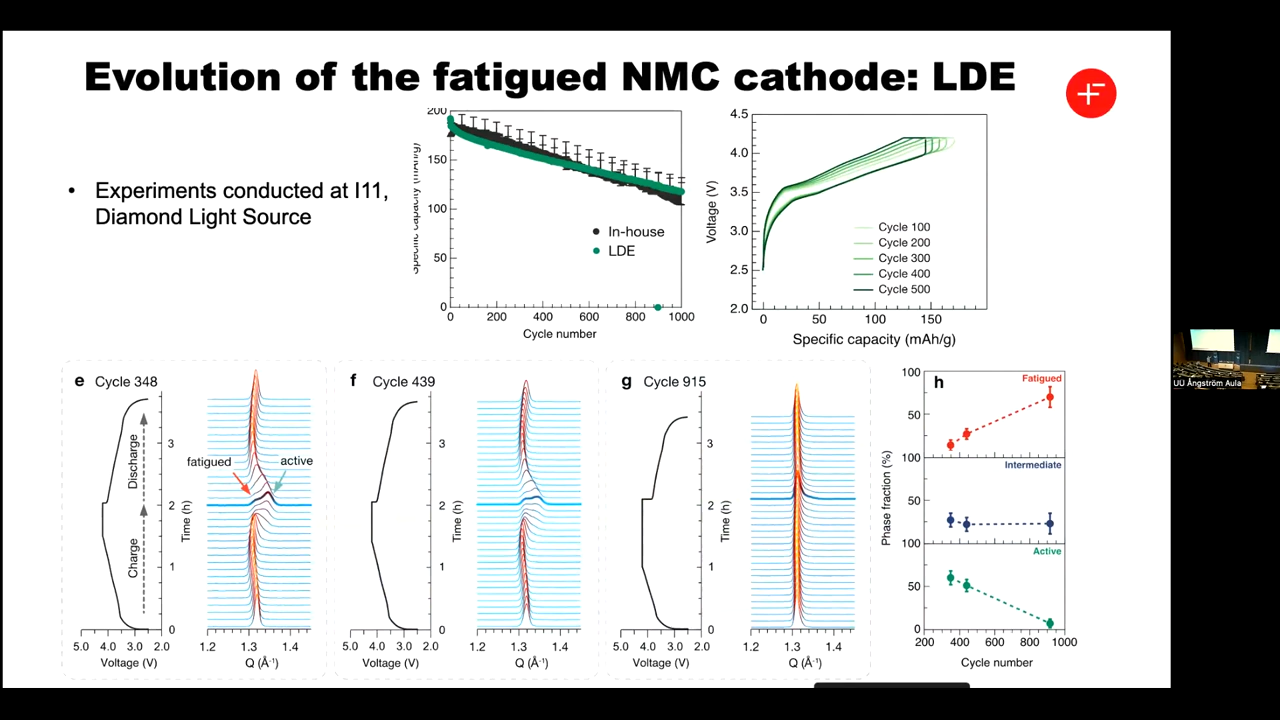 Evolution of the fatigued NMC cathode: LDE
• Experiments conducted at I11,
Diamond Light Source
200
150
100
50
0
Specific capacity (mAh/g)
In-house
LDE
0 200 400 600 800 1000
Cycle number
4.5
4.0
3.5
3.0
2.5
2.0
Voltage (V)
Cycle 100
Cycle 200
Cycle 300
Cycle 400
Cycle 500
0 50 100 150
Specific capacity (mAh/g)
UU Ångström Aula
e Cycle 348
Discharge
Charge
fatigued
active
3
2
1
0
Time (h)
5.0 4.0 3.0 2.0
Voltage (V)
1.2 1.3 1.4
Q (Å-1)
f Cycle 439
3
2
1
0
Time (h)
5.0 4.0 3.0 2.0
Voltage (V)
1.2 1.3 1.4
Q (Å-1)
g Cycle 915
3
2
1
0
Time (h)
5.0 4.0 3.0 2.0
Voltage (V)
1.2 1.3 1.4
Q (Å-1)
h
Fatigued
Intermediate
Active
100
50
100
50
100
50
0
Phase fraction (%)
200 400 600 800 1000
Cycle number